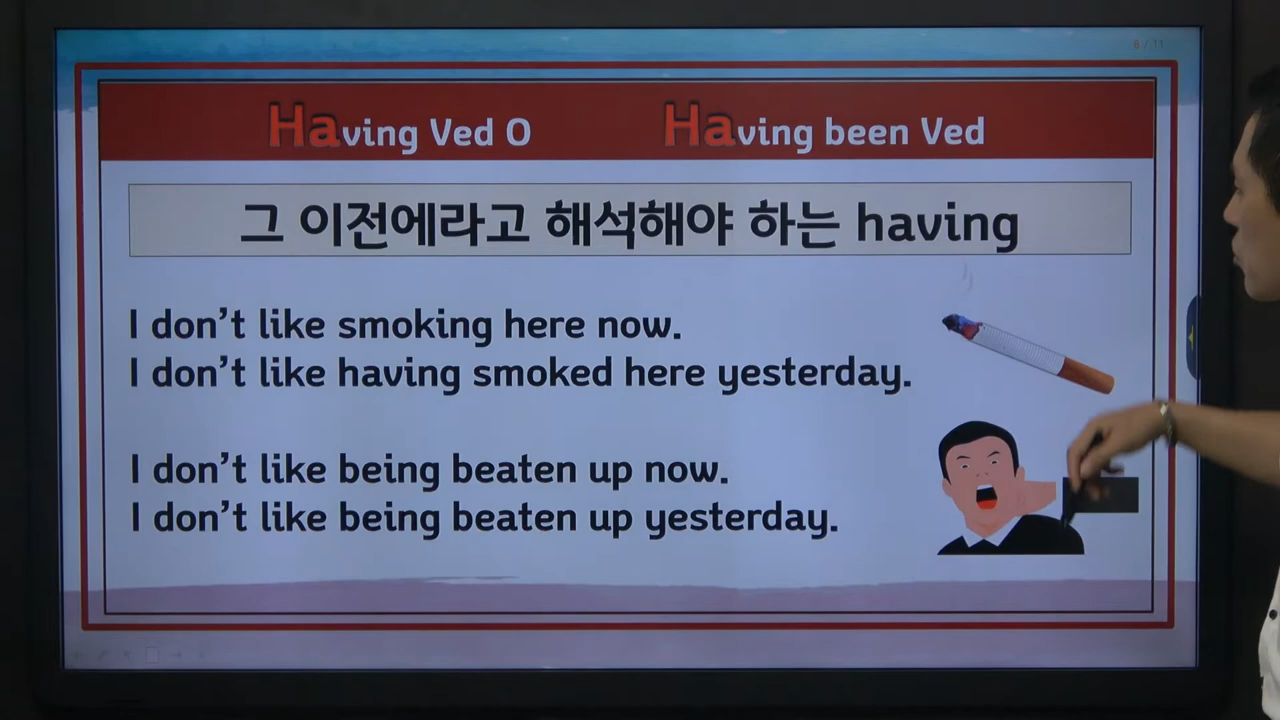 8 / 11
Having Ved O
Having been Ved
그 이전에라고 해석해야 하는 having
I don't like smoking here now.
I don't like having smoked here yesterday.
I don't like being beaten up now.
I don't like being beaten up yesterday.